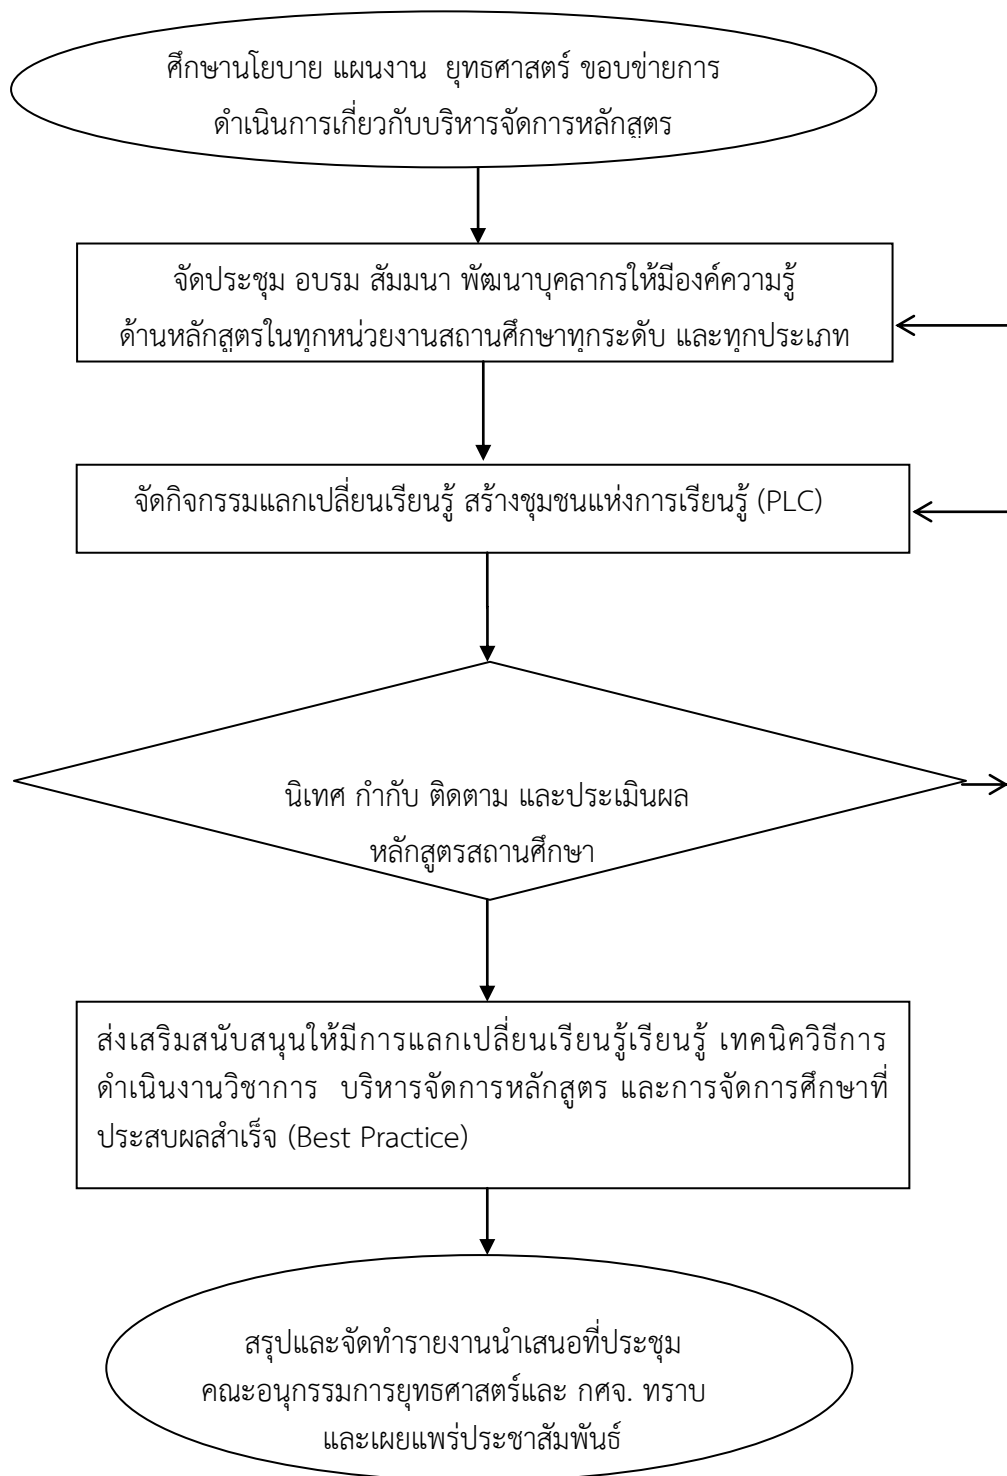 ศึกษานโยบาย แผนงาน  ยุทธศาสตร์ ขอบข่ายการ
ดำเนินการเกี่ยวกับบริหารจัดการหลักสูตร
จัดประชุม อบรม สัมมนา พัฒนาบุคลากรให้มีองค์ความรู้
ด้านหลักสูตรในทุกหน่วยงานสถานศึกษาทุกระดับ และทุกประเภท
จัดกิจกรรมแลกเปลี่ยนเรียนรู้ สร้างชุมชนแห่งการเรียนรู้ (PLC)
นิเทศ กำกับ ติดตาม และประเมินผล
หลักสูตรสถานศึกษา
ส่งเสริมสนับสนุนให้มีการแลกเปลี่ยนเรียนรู้เรียนรู้ เทคนิควิธีการ
ดำเนินงานวิชาการ  บริหารจัดการหลักสูตร และการจัดการศึกษาที่
ประสบผลสำเร็จ (Best Practice)
สรุปและจัดทำรายงานนำเสนอที่ประชุม
คณะอนุกรรมการยุทธศาสตร์และ กศจ. ทราบ
และเผยแพร่ประชาสัมพันธ์